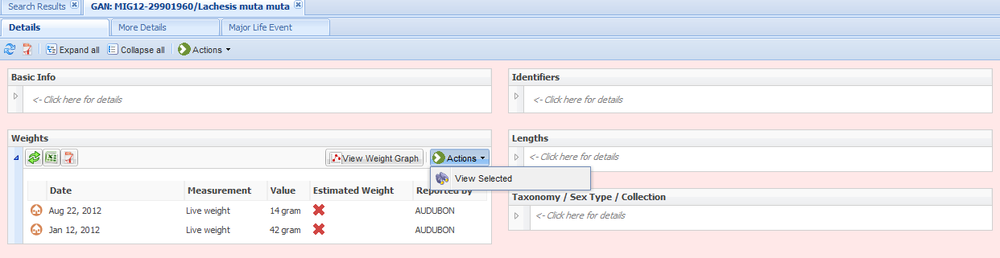 Search Results GAN: MIG12-29901960/Lachesis muta muta
Details More Details Major Life Event
Expand all Collapse all Actions
Basic Info
<- Click here for details
Identifiers
<- Click here for details
Weights
View Weight Graph Actions
View Selected
Date Measurement Value Estimated Weight Reported by
Aug 22, 2012 Live weight 14 gram AUDUBON
Jan 12, 2012 Live weight 42 gram AUDUBON
Lengths
<- Click here for details
Taxonomy / Sex Type / Collection
<- Click here for details